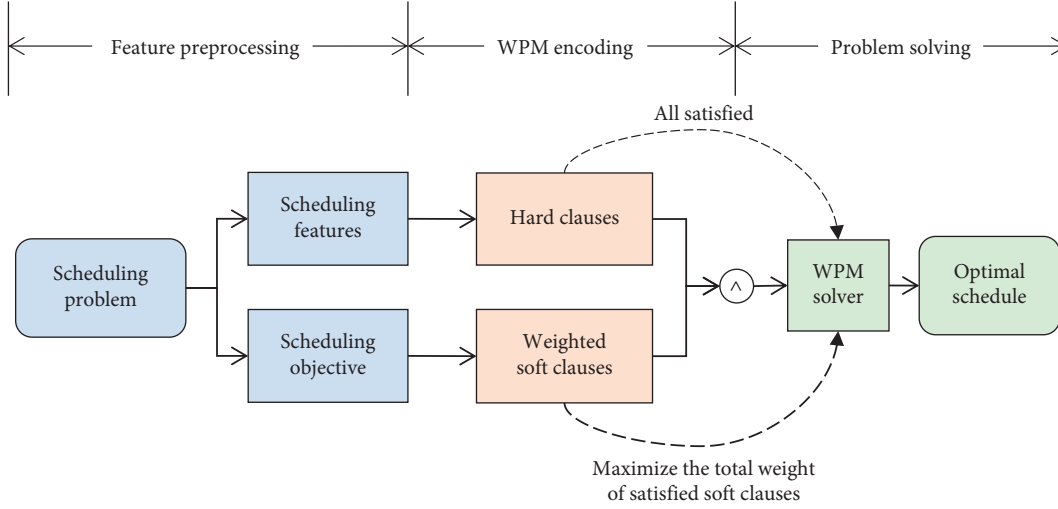 Feature preprocessing
WPM encoding
Problem solving
All satisfied
Scheduling
features
Hard clauses
Scheduling
problem
∧
WPM
solver
Optimal
schedule
Scheduling
objective
Weighted
soft clauses
Maximize the total weight
of satisfied soft clauses